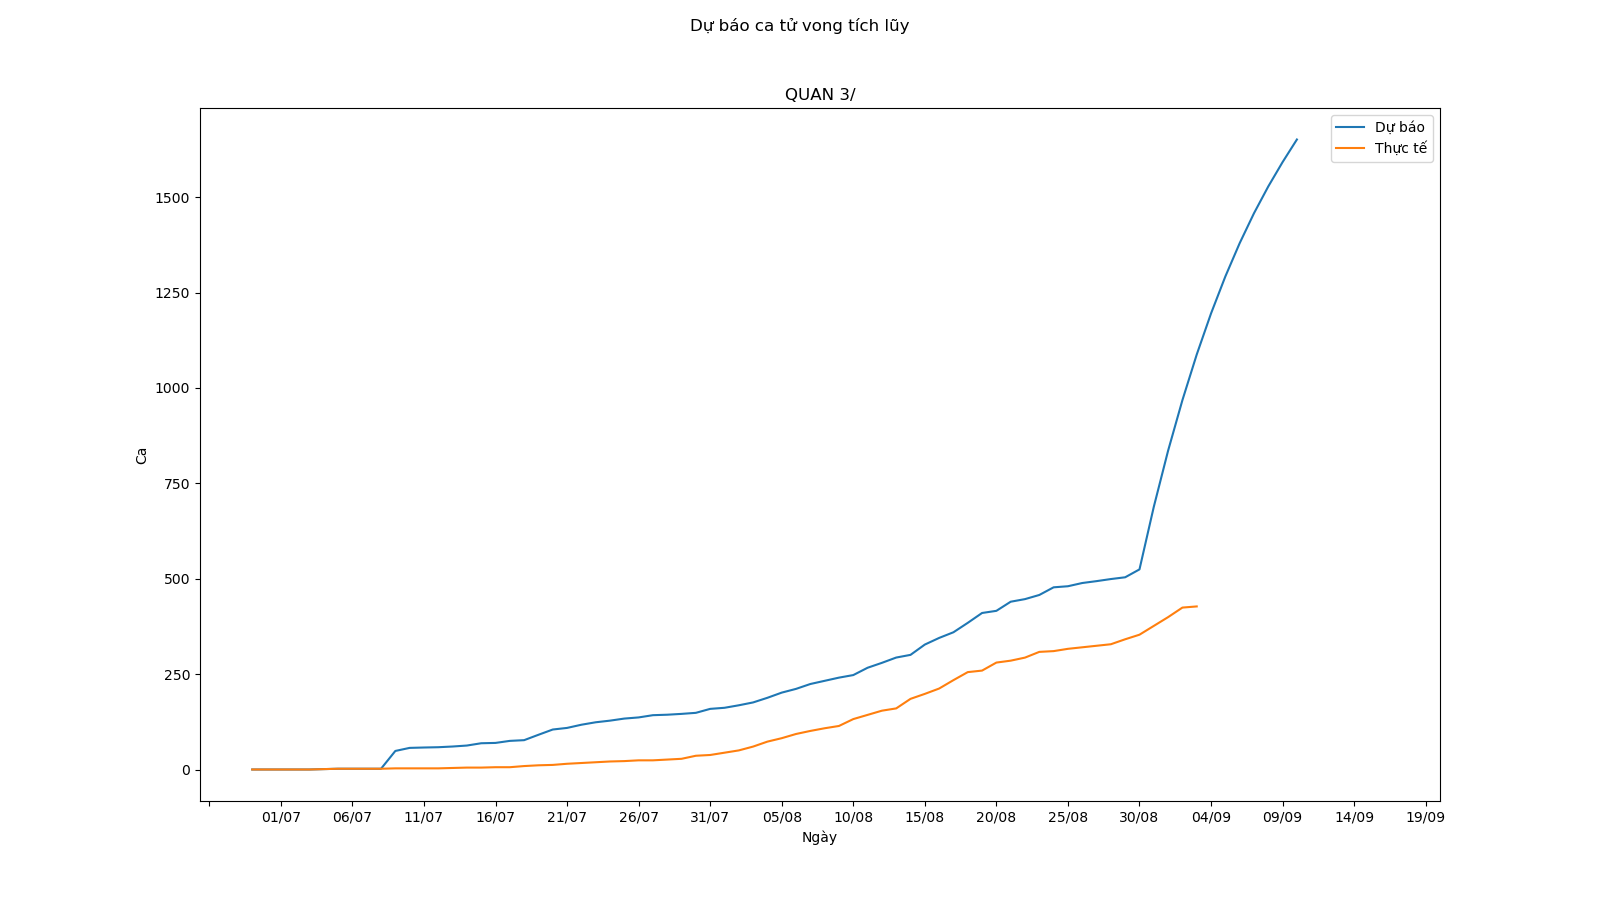 Dự báo ca tử vong tích lũy
QUAN 3/
Dự báo
Thực tế
1500
1250
1000
750
500
250
0
Ca
01/07 06/07 11/07 16/07 21/07 26/07 31/07 05/08 10/08 15/08 20/08 25/08 30/08 04/09 09/09 14/09 19/09
Ngày